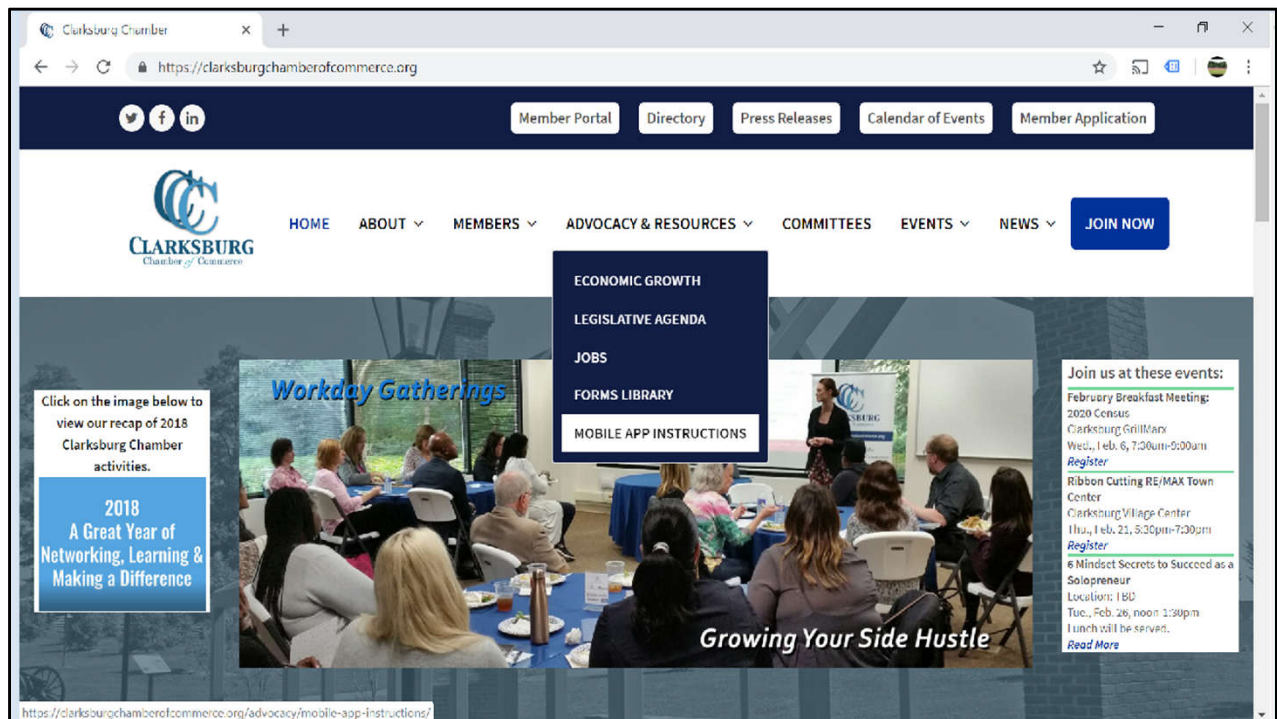 Clarksburg Chamber
https://clarksburgchamberofcommerce.org
Member Portal
Directory
Press Releases
Calendar of Events
Member Application
CCC
CLARKSBURG
Chamber of Commerce
HOME
ABOUT
MEMBERS
ADVOCACY & RESOURCES
COMMITTEES
EVENTS
NEWS
JOIN NOW
ECONOMIC GROWTH
LEGISLATIVE AGENDA
JOBS
FORMS LIBRARY
MOBILE APP INSTRUCTIONS
Click on the image below to
view our recap of 2018
Clarksburg Chamber
activities.
2018
A Great Year of
Networking, Learning &
Making a Difference
Workday Gatherings
Growing Your Side Hustle
Join us at these events:
February Breakfast Meeting:
2020 Census
Clarksburg GrillMarx
Wed., Feb. 6, 7:30am-9:00am
Register
Ribbon Cutting RE/MAX Town
Center
Clarksburg Village Center
Thu., Feb. 21, 5:30pm-7:30pm
Register
6 Mindset Secrets to Succeed as a
Solopreneur
Location: TBD
Tue., Feb. 26, noon-1:30pm
Lunch will be served.
Read More
https://clarksburgchamberofcommerce.org/advocacy/mobile-app-instructions/